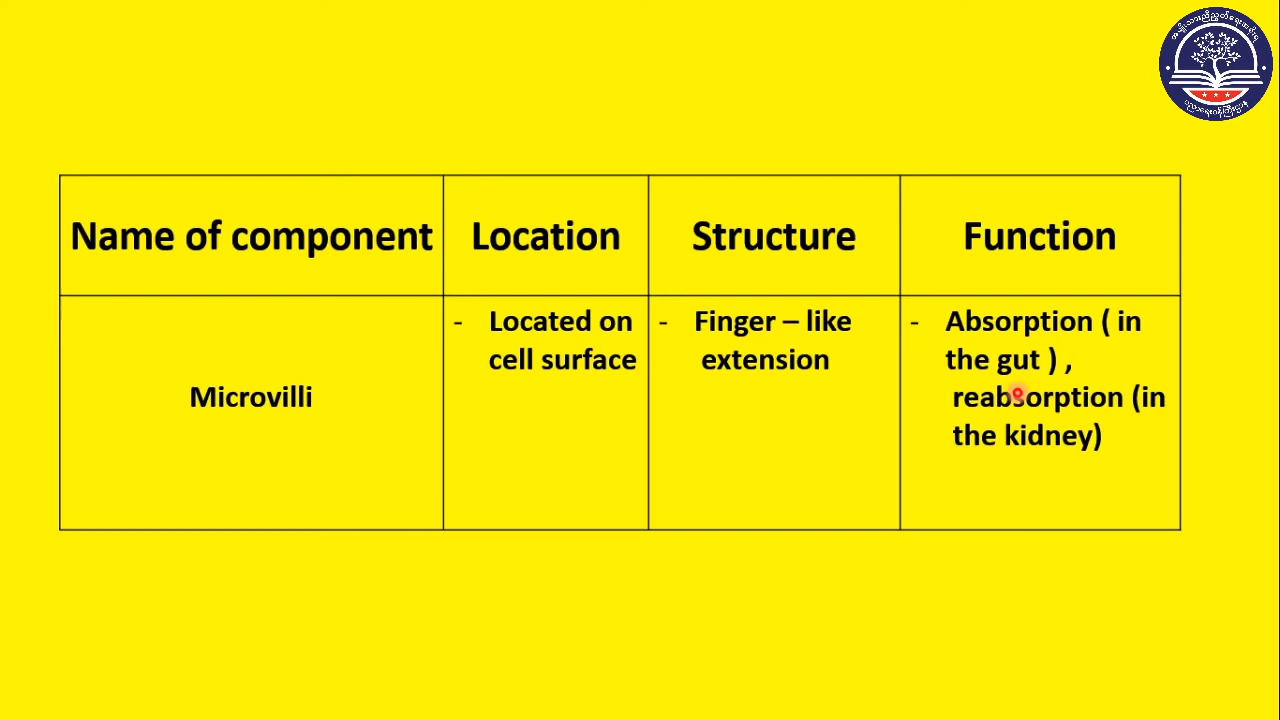 Name of component
Location
Structure
Function
Microvilli
- Located on
cell surface
- Finger – like
extension
- Absorption ( in
the gut ) ,
reabsorption (in
the kidney)